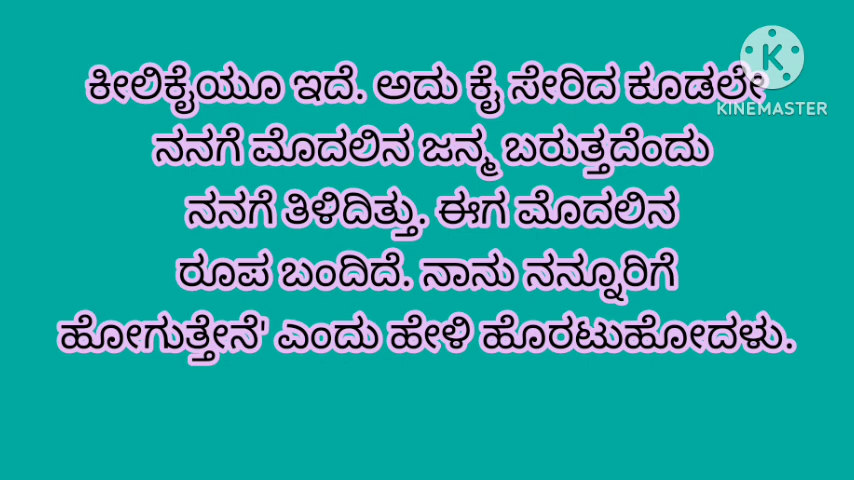 ಕೀಲಿಕೈಯೂ ಇದೆ. ಅದು ಕೈ ಸೇರಿದ ಕೂಡಲೇ
ನನಗೆ ಮೊದಲಿನ ಜನ್ಮ ಬರುತ್ತದೆಂದು
ನನಗೆ ತಿಳಿದಿತ್ತು. ಈಗ ಮೊದಲಿನ
ರೂಪ ಬಂದಿದೆ. ನಾನು ನನ್ನೂರಿಗೆ
ಹೋಗುತ್ತೇನೆ' ಎಂದು ಹೇಳಿ ಹೊರಟುಹೋದಳು.
K
KINEMASTER